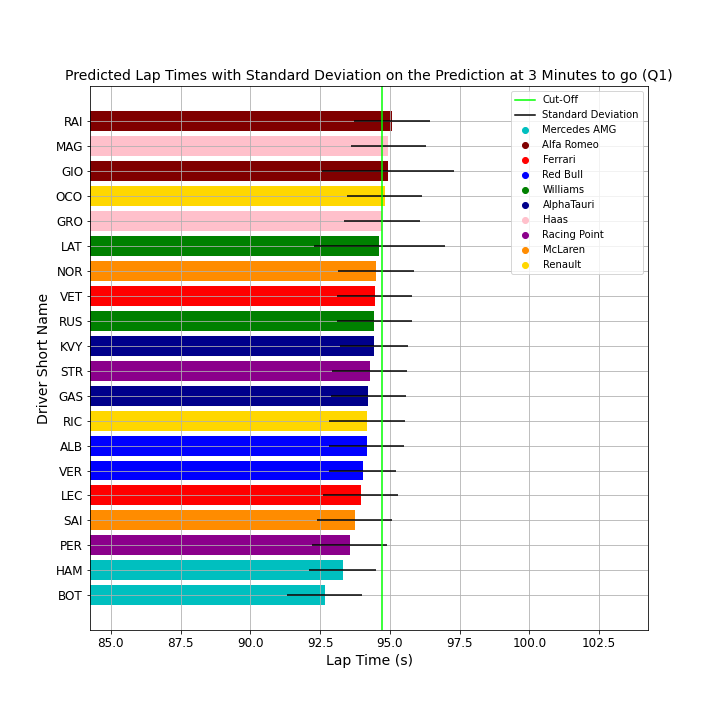 Predicted Lap Times with Standard Deviation on the Prediction at 3 Minutes to go (Q1)
Cut-Off
Standard Deviation
Mercedes AMG
Alfa Romeo
Ferrari
Red Bull
Williams
AlphaTauri
Haas
Racing Point
McLaren
Renault
Driver Short Name
RAI
MAG
GIO
OCO
GRO
LAT
NOR
VET
RUS
KVY
STR
GAS
RIC
ALB
VER
LEC
SAI
PER
HAM
BOT
85.0 87.5 90.0 92.5 95.0 97.5 100.0 102.5
Lap Time (s)